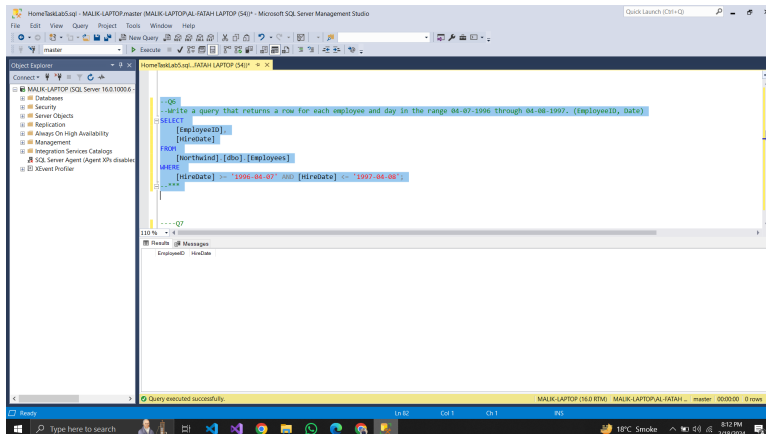 HomeTaskLab5.sql - MALIK-LAPTOP.master (MALIK-LAPTOP\AL-FATAH LAPTOP (54))* - Microsoft SQL Server Management Studio
Quick Launch (Ctrl+Q)
File Edit View Query Project Tools Window Help
New Query
master
Execute
Object Explorer
HomeTaskLab5.sql...FATAH LAPTOP (54))*
Connect
MALIK-LAPTOP (SQL Server 16.0.1000.6 -
Databases
Security
Server Objects
Replication
Always On High Availability
Management
Integration Services Catalogs
SQL Server Agent (Agent XPs disabled
XEvent Profiler
--Q6
--Write a query that returns a row for each employee and day in the range 04-07-1996 through 04-08-1997. (EmployeeID, Date)
SELECT
[EmployeeID],
[HireDate]
FROM
[Northwind].[dbo].[Employees]
WHERE
[HireDate] >= '1996-04-07' AND [HireDate] <= '1997-04-08';
--***
----Q7
110 %
Results Messages
EmployeeID HireDate
Query executed successfully.
MALIK-LAPTOP (16.0 RTM) MALIK-LAPTOP\AL-FATAH ... master 00:00:00 0 rows
Ready
Ln 82 Col 1 Ch 1 INS
Type here to search
18°C Smoke
8:12 PM
2/18/2024